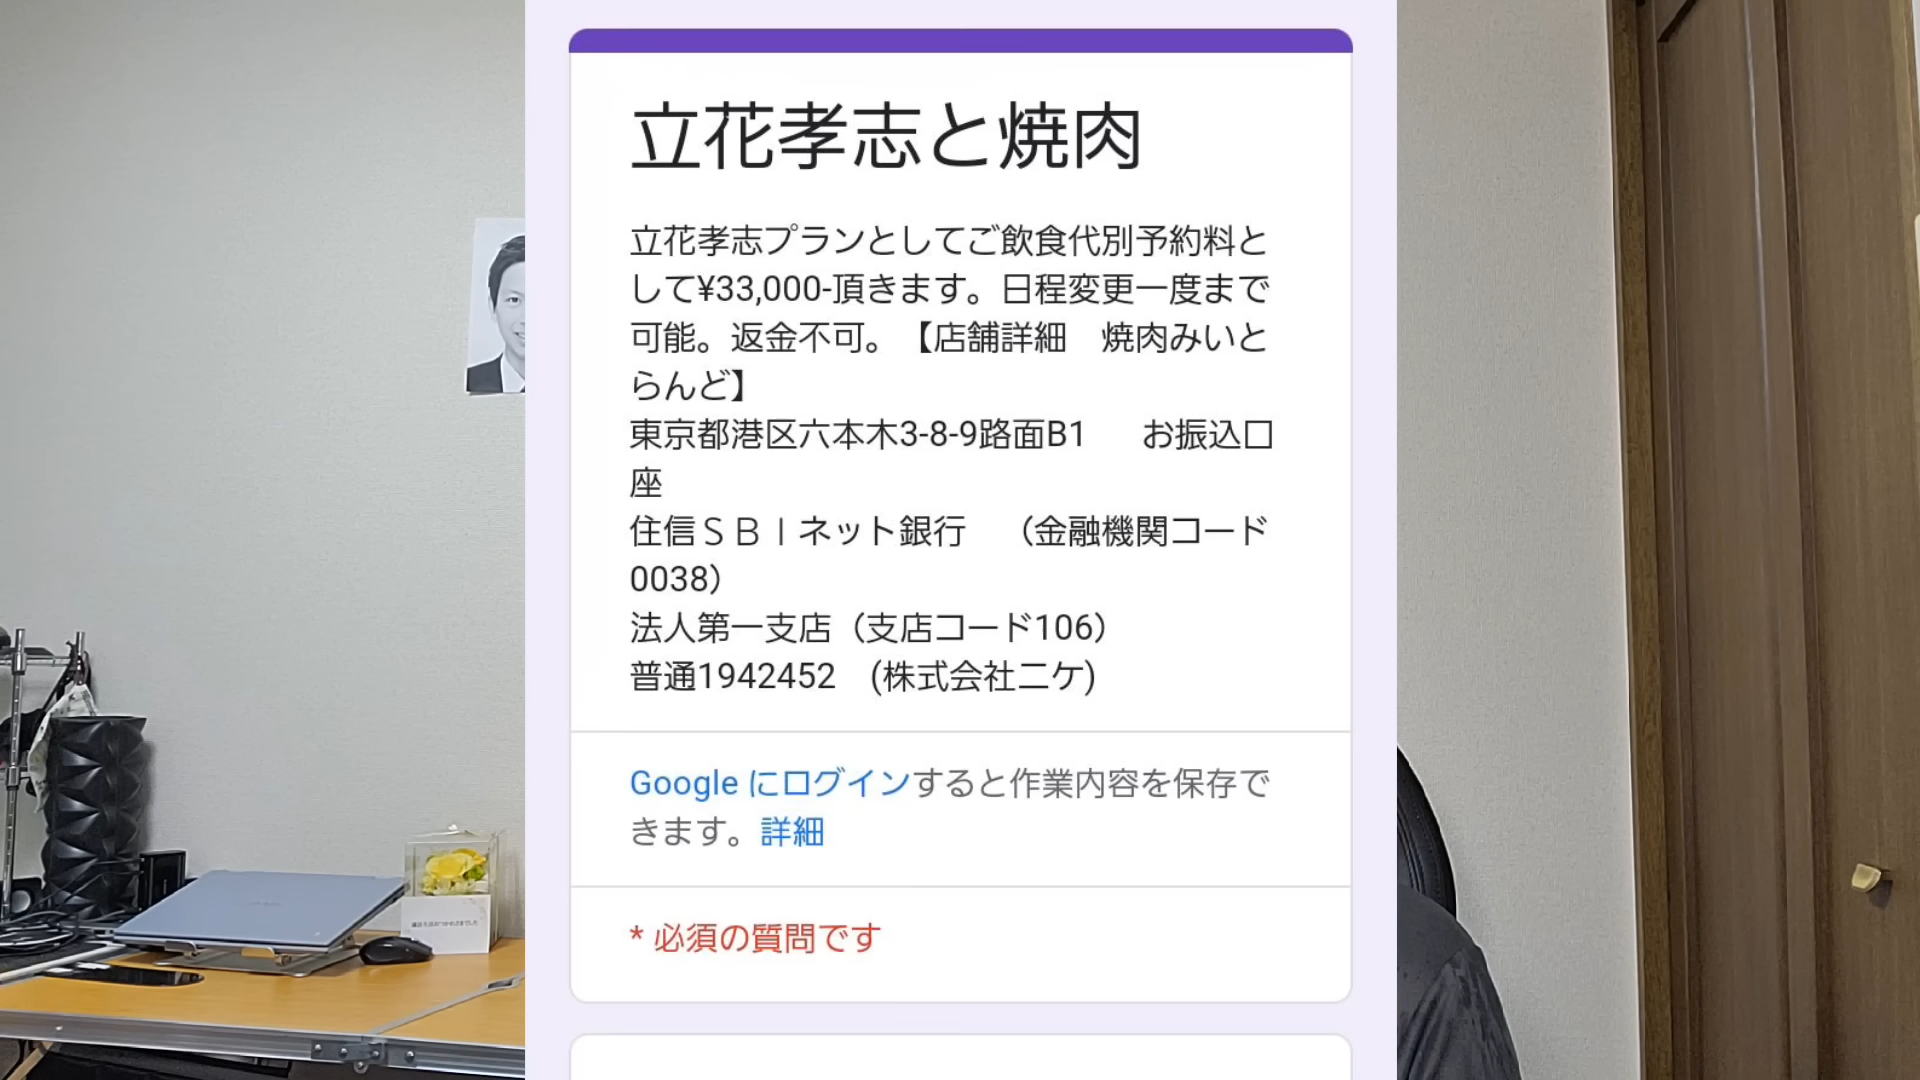 立花孝志と焼肉
立花孝志プランとしてご飲食代別予約料と
して¥33,000-頂きます。日程変更一度まで
可能。返金不可。【店舗詳細　焼肉みいと
らんど】
東京都港区六本木3-8-9路面B1　 お振込口
座
住信ＳＢＩネット銀行　（金融機関コード
0038）
法人第一支店（支店コード106）
普通1942452　(株式会社ニケ)
Google にログインすると作業内容を保存で
きます。詳細
* 必須の質問です